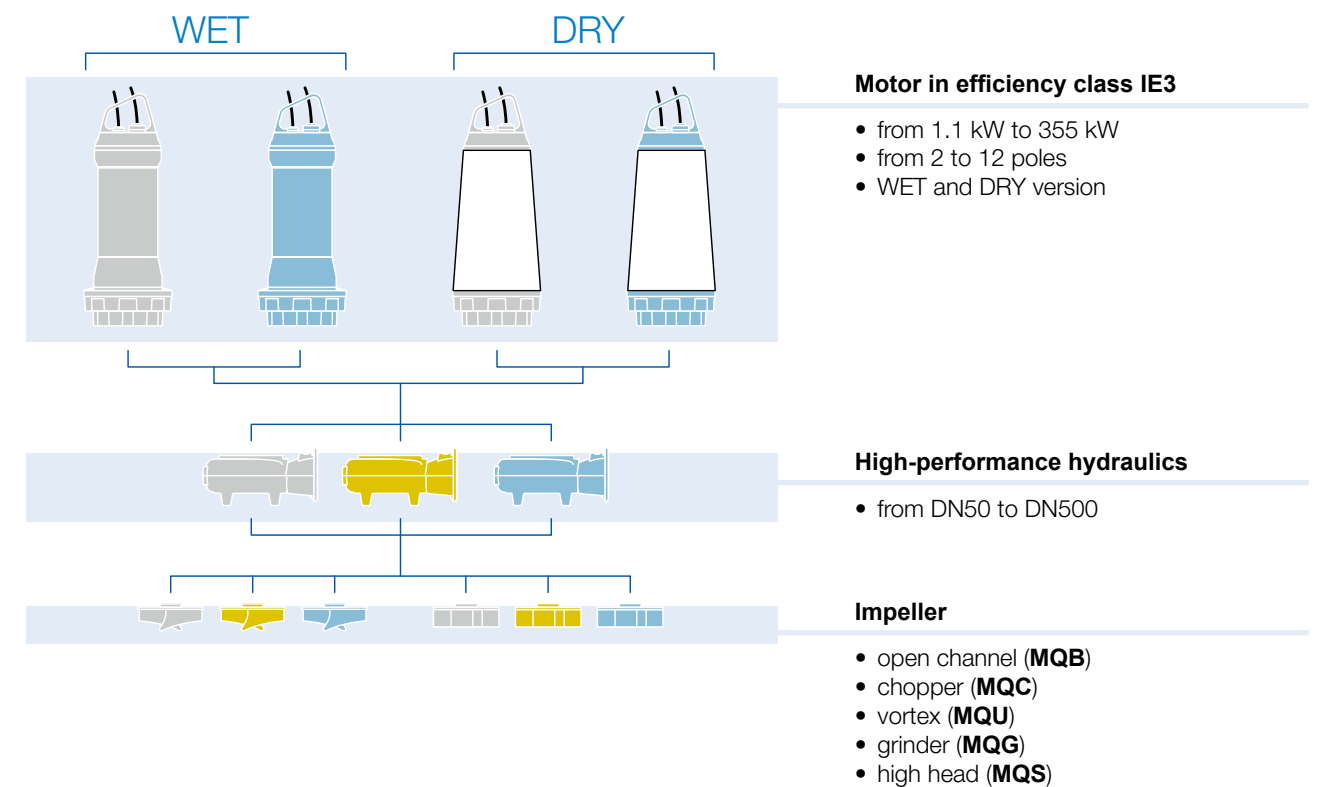 WET
DRY
Motor in efficiency class IE3
• from 1.1 kW to 355 kW
• from 2 to 12 poles
• WET and DRY version
High-performance hydraulics
• from DN50 to DN500
Impeller
• open channel (MQB)
• chopper (MQC)
• vortex (MQU)
• grinder (MQG)
• high head (MQS)